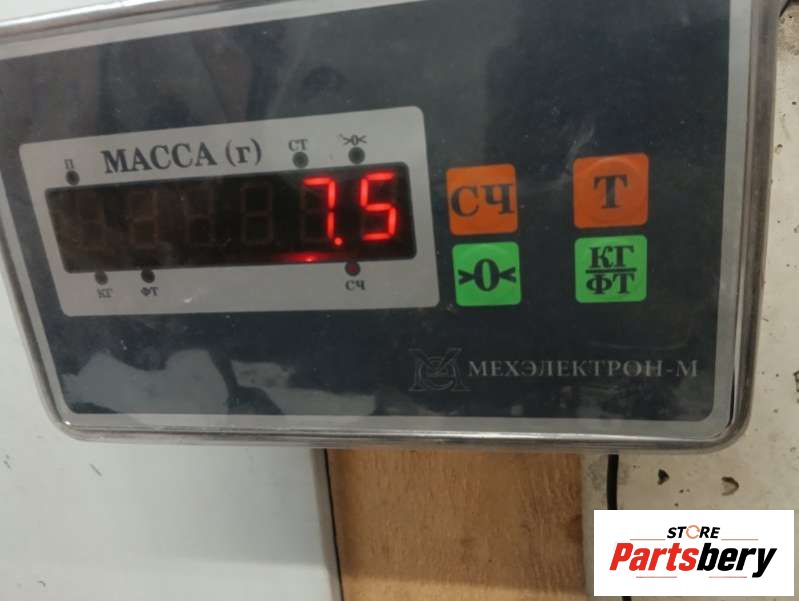 П
МАССА (г)
СТ
>0<
7.5
КГ
ФТ
СЧ
СЧ
Т
>0<
КГ
ФТ
МЕХЭЛЕКТРОН-М
STORE
Partsbery